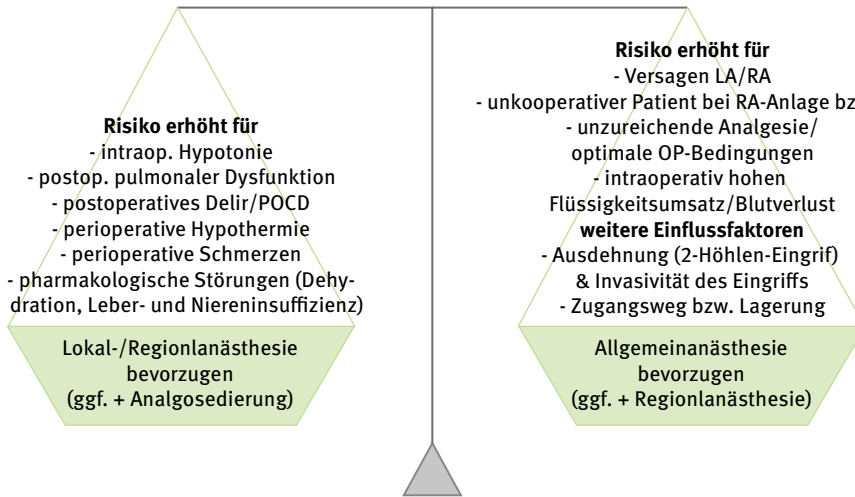 Risiko erhöht für
- intraop. Hypotonie
- postop. pulmonaler Dysfunktion
- postoperatives Delir/POCD
- perioperative Hypothermie
- perioperative Schmerzen
- pharmakologische Störungen (Dehy-
dration, Leber- und Niereninsuffizienz)
Lokal-/Regionlanästhesie
bevorzugen
(ggf. + Analgosedierung)
Risiko erhöht für
- Versagen LA/RA
- unkooperativer Patient bei RA-Anlage bz
- unzureichende Analgesie/
optimale OP-Bedingungen
- intraoperativ hohen
Flüssigkeitsumsatz/Blutverlust
weitere Einflussfaktoren
- Ausdehnung (2-Höhlen-Eingrif)
& Invasivität des Eingriffs
- Zugangsweg bzw. Lagerung
Allgemeinanästhesie
bevorzugen
(ggf. + Regionlanästhesie)